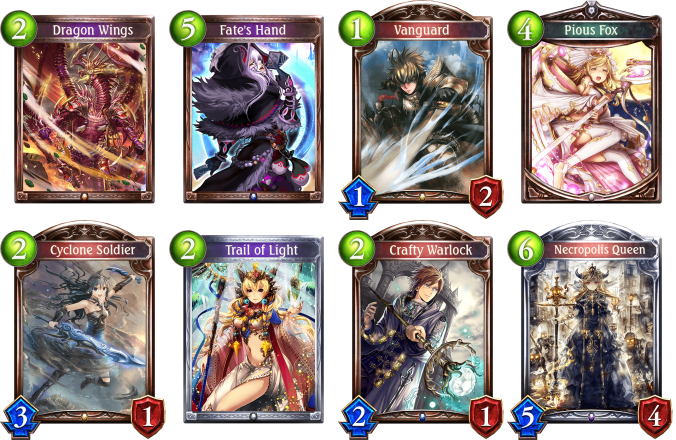 2 Dragon Wings
5 Fate's Hand
1 Vanguard
1 2
4 Pious Fox
2 Cyclone Soldier
3 1
2 Trail of Light
2 Crafty Warlock
2 1
6 Necropolis Queen
5 4